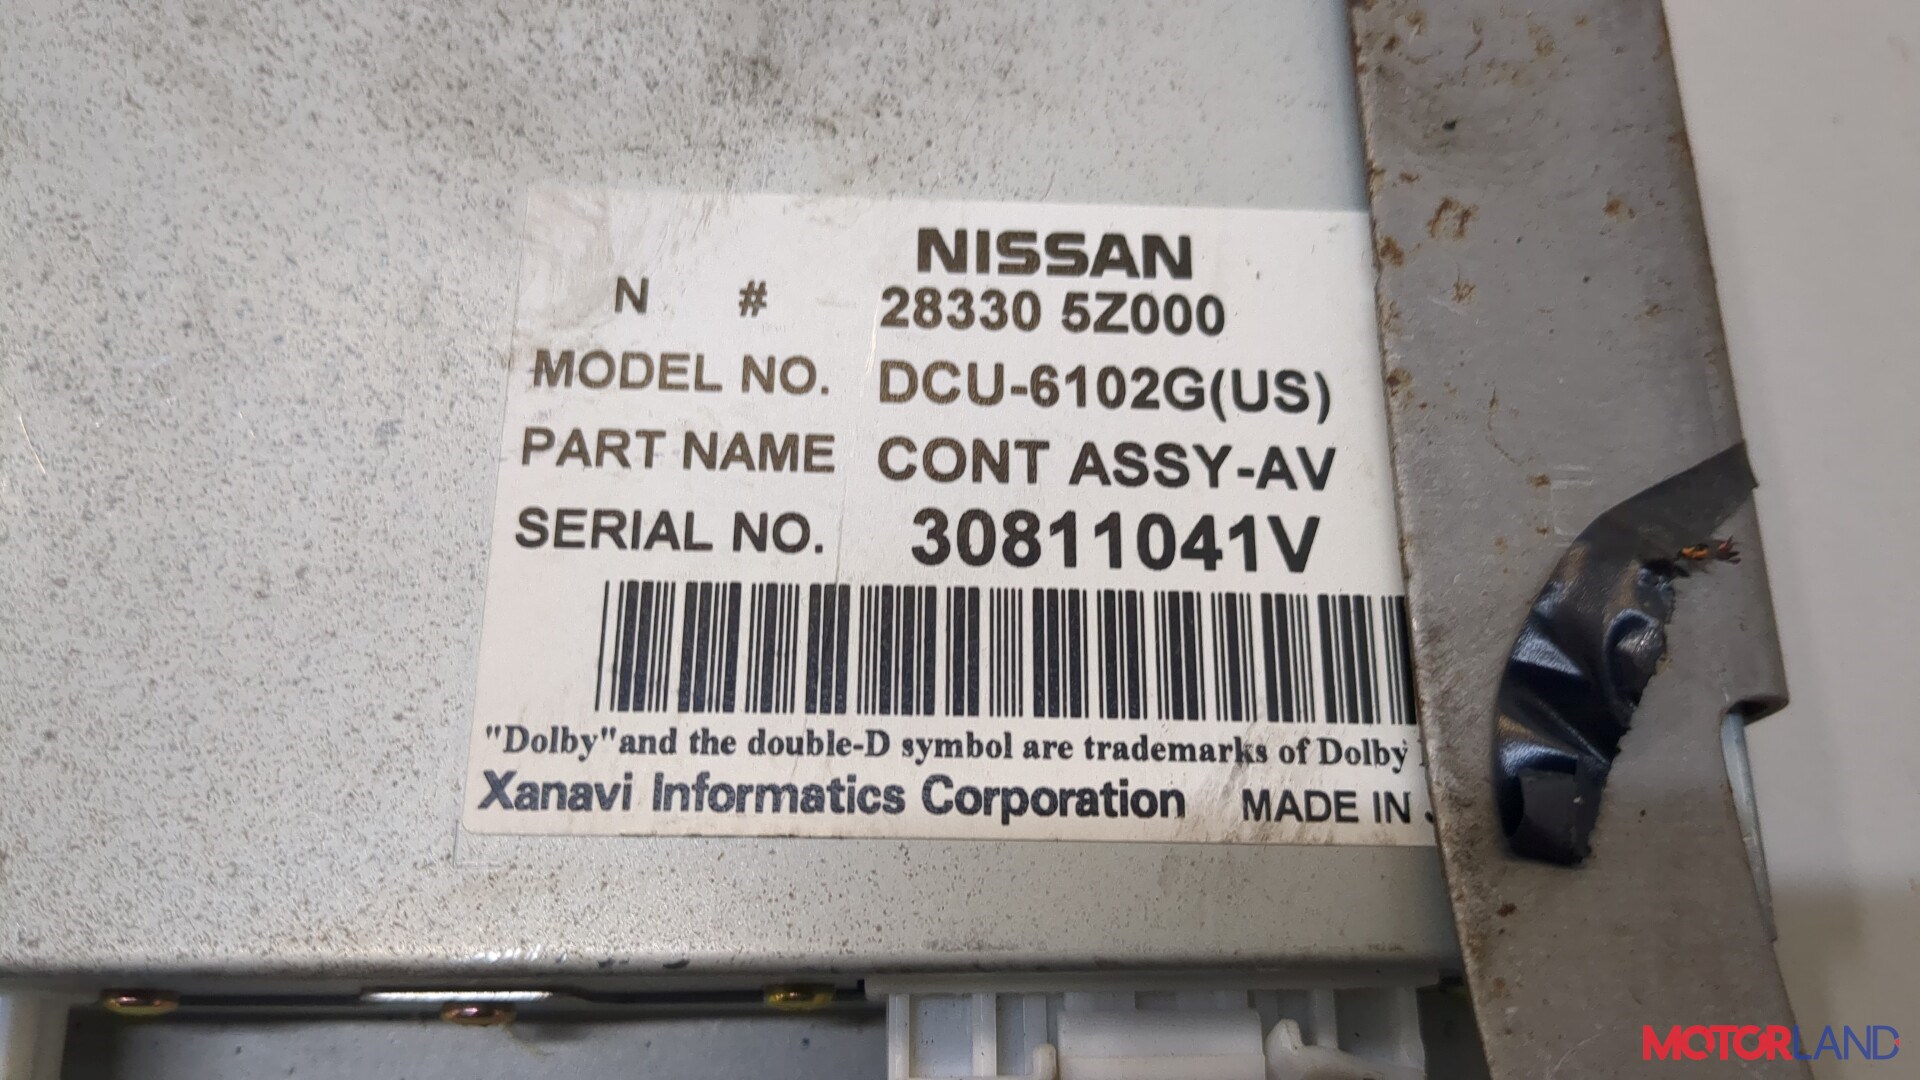 NISSAN
N # 28330 5Z000
MODEL NO. DCU-6102G(US)
PART NAME CONT ASSY-AV
SERIAL NO. 30811041V
"Dolby"and the double-D symbol are trademarks of Dolby
Xanavi Informatics Corporation MADE IN
MOTORLAND